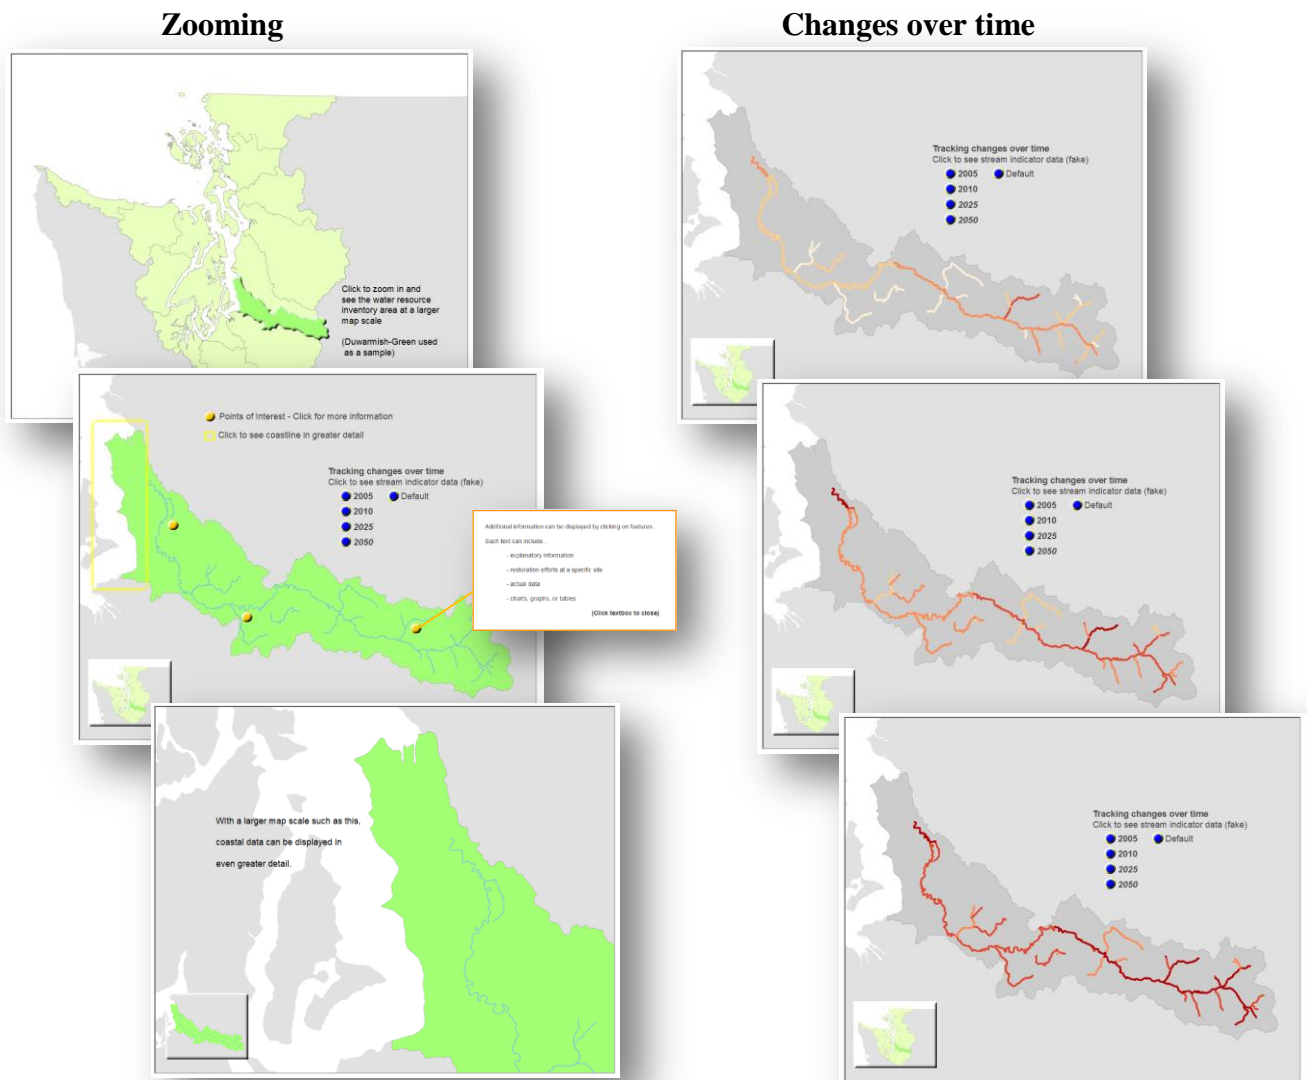 Zooming
Click to zoom in and
see the water resource
inventory area at a larger
map scale
(Duwarmish-Green used
as a sample)
Points of Interest - Click for more information
Click to see coastline in greater detail
Tracking changes over time
Click to see stream indicator data (fake)
2005 Default
2010
2025
2050
Additional information can be displayed by clicking on features.
Such text can include...
- explanatory information
- restoration efforts at a specific site
- actual data
- charts, graphs, or tables
(Click textbox to close)
With a larger map scale such as this,
coastal data can be displayed in
even greater detail.
Changes over time
Tracking changes over time
Click to see stream indicator data (fake)
2005 Default
2010
2025
2050
Tracking changes over time
Click to see stream indicator data (fake)
2005 Default
2010
2025
2050
Tracking changes over time
Click to see stream indicator data (fake)
2005 Default
2010
2025
2050